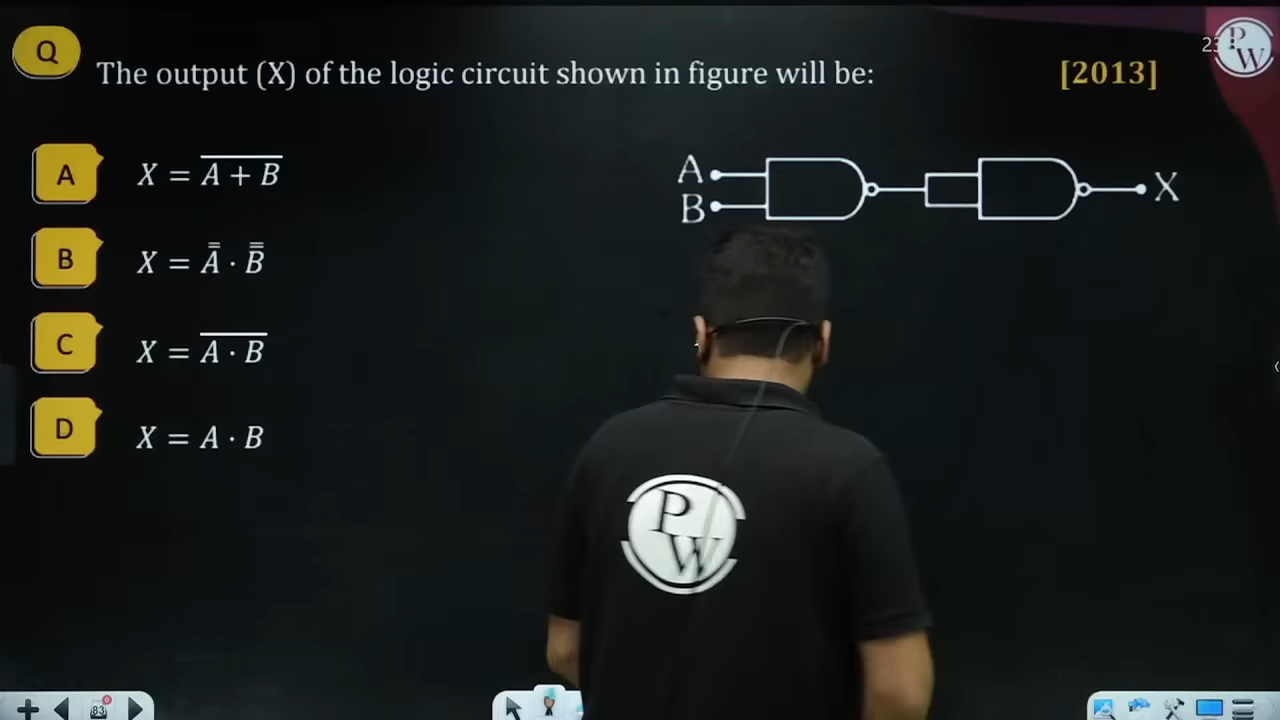 Q
The output (X) of the logic circuit shown in figure will be: [2013]
A X = \overline{A + B}
B X = \bar{\bar{A}} · \bar{\bar{B}}
C X = \overline{A · B}
D X = A · B
A
B
X
PW
PW
83